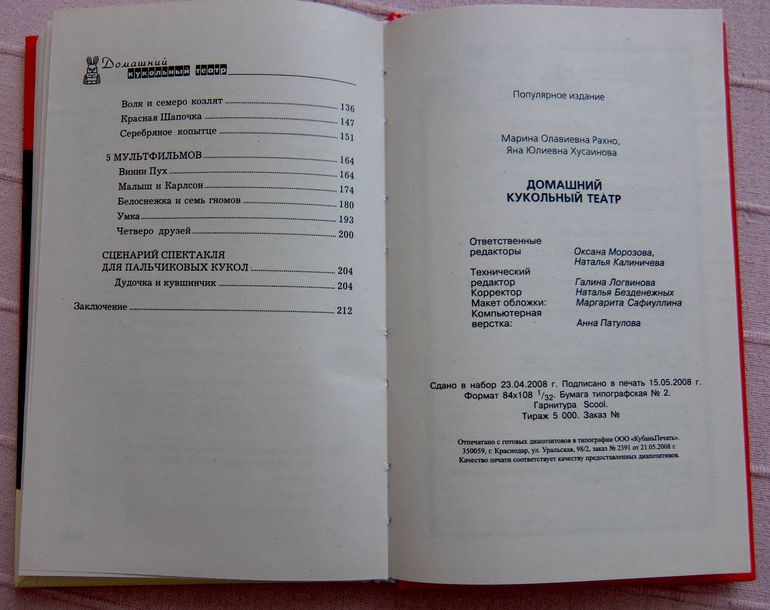 Домашний
кукольный театр
Волк и семеро козлят 136
Красная Шапочка 147
Серебряное копытце 151
5 МУЛЬТФИЛЬМОВ 164
Винни Пух 164
Малыш и Карлсон 174
Белоснежка и семь гномов 180
Умка 193
Четверо друзей 200
СЦЕНАРИЙ СПЕКТАКЛЯ
ДЛЯ ПАЛЬЧИКОВЫХ КУКОЛ 204
Дудочка и кувшинчик 204
Заключение 212
Популярное издание
Марина Олавиевна Рахно,
Яна Юлиевна Хусаинова
ДОМАШНИЙ
КУКОЛЬНЫЙ ТЕАТР
Ответственные
редакторы Оксана Морозова,
Наталья Калиничева
Технический
редактор Галина Логвинова
Корректор Наталья Безденежных
Макет обложки: Маргарита Сафиуллина
Компьютерная
верстка: Анна Патулова
Сдано в набор 23.04.2008 г. Подписано в печать 15.05.2008 г.
Формат 84х108 1/32. Бумага типографская № 2.
Гарнитура Scool.
Тираж 5 000. Заказ №
Отпечатано с готовых диапозитов в типографии ООО «КубаньПечать».
350059, г. Краснодар, ул. Уральская, 98/2, заказ № 2391 от 21.05.2008 г.
Качество печати соответствует качеству предоставленных диапозитивов.